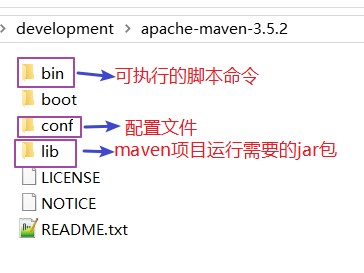 development > apache-maven-3.5.2
bin 可执行的脚本命令
boot
conf 配置文件
lib maven项目运行需要的jar包
LICENSE
NOTICE
README.txt